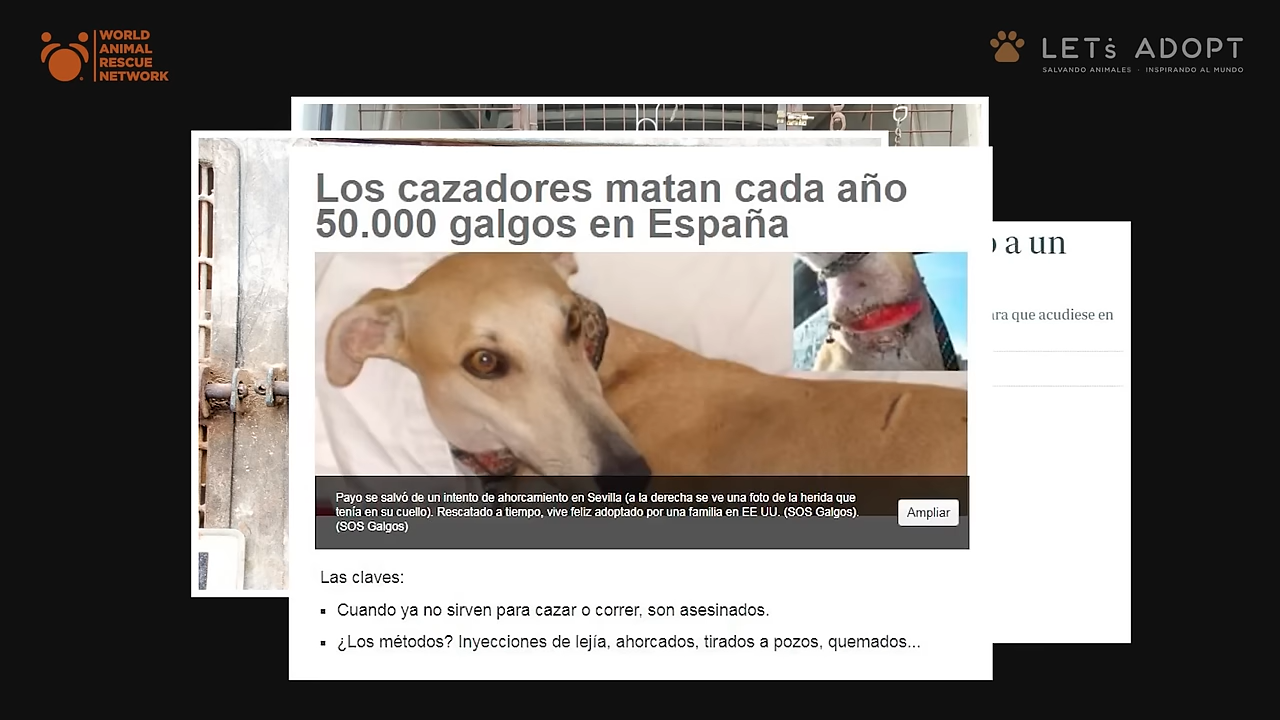 WORLD
ANIMAL
RESCUE
NETWORK
LET's ADOPT
SALVANDO ANIMALES · INSPIRANDO AL MUNDO
Los cazadores matan cada año
50.000 galgos en España
a un
que acudiese en
Payo se salvó de un intento de ahorcamiento en Sevilla (a la derecha se ve una foto de la herida que
tenía en su cuello). Rescatado a tiempo, vive feliz adoptado por una familia en EE UU. (SOS Galgos).
(SOS Galgos)
Ampliar
Las claves:
▪ Cuando ya no sirven para cazar o correr, son asesinados.
▪ ¿Los métodos? Inyecciones de lejía, ahorcados, tirados a pozos, quemados...